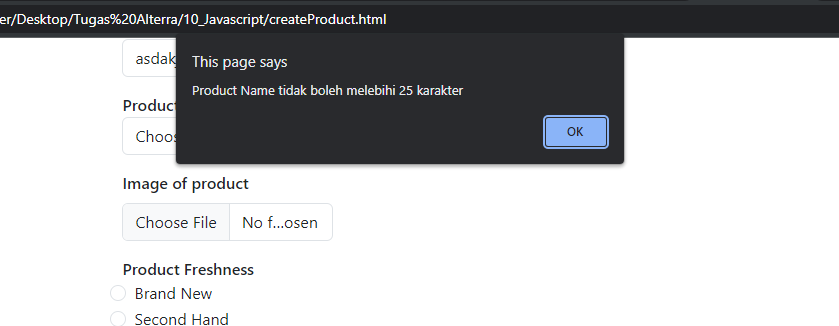 er/Desktop/Tugas%20Alterra/10_Javascript/createProduct.html
This page says
Product Name tidak boleh melebihi 25 karakter
OK
asdak
Product
Choos
Image of product
Choose File No f...osen
Product Freshness
Brand New
Second Hand